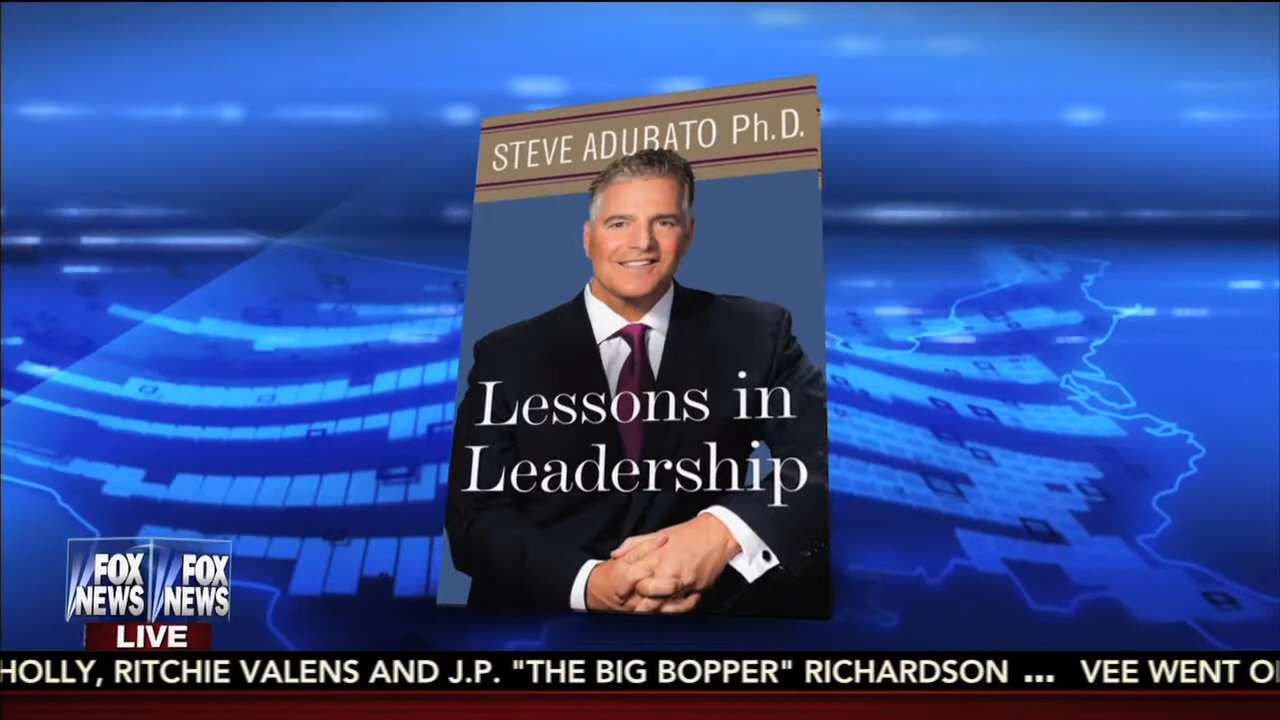 STEVE ADUBATO Ph.D.
Lessons in
Leadership
FOX NEWS
FOX NEWS
LIVE
HOLLY, RITCHIE VALENS AND J.P. "THE BIG BOPPER" RICHARDSON ... VEE WENT